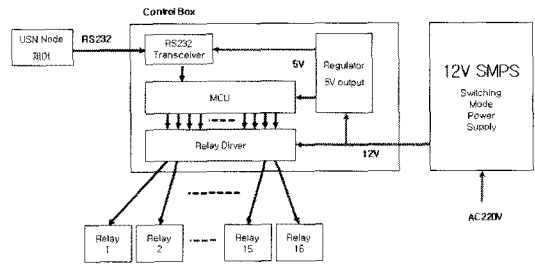 Control Box
USN Node
제어
RS232
RS232
Transceiver
5V
Regulator
5V output
12V SMPS
Switching
Mode
Power
Supply
MCU
Relay Dirver
12V
AC220V
Relay
1
Relay
2
Relay
15
Relay
16